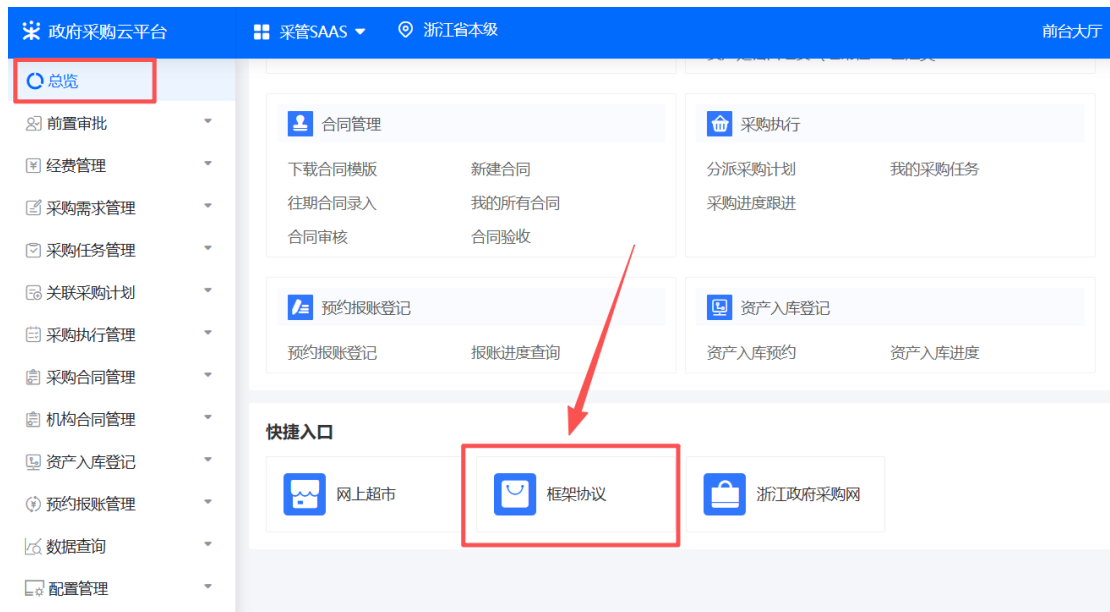 政府采购云平台
采管SAAS
浙江省本级
前台大厅
总览
前置审批
经费管理
采购需求管理
采购任务管理
关联采购计划
采购执行管理
采购合同管理
机构合同管理
资产入库登记
预约报账管理
数据查询
配置管理
合同管理
下载合同模版 新建合同
往期合同录入 我的所有合同
合同审核 合同验收
采购执行
分派采购计划 我的采购任务
采购进度跟进
预约报账登记
预约报账登记 报账进度查询
资产入库登记
资产入库预约 资产入库进度
快捷入口
网上超市
框架协议
浙江政府采购网